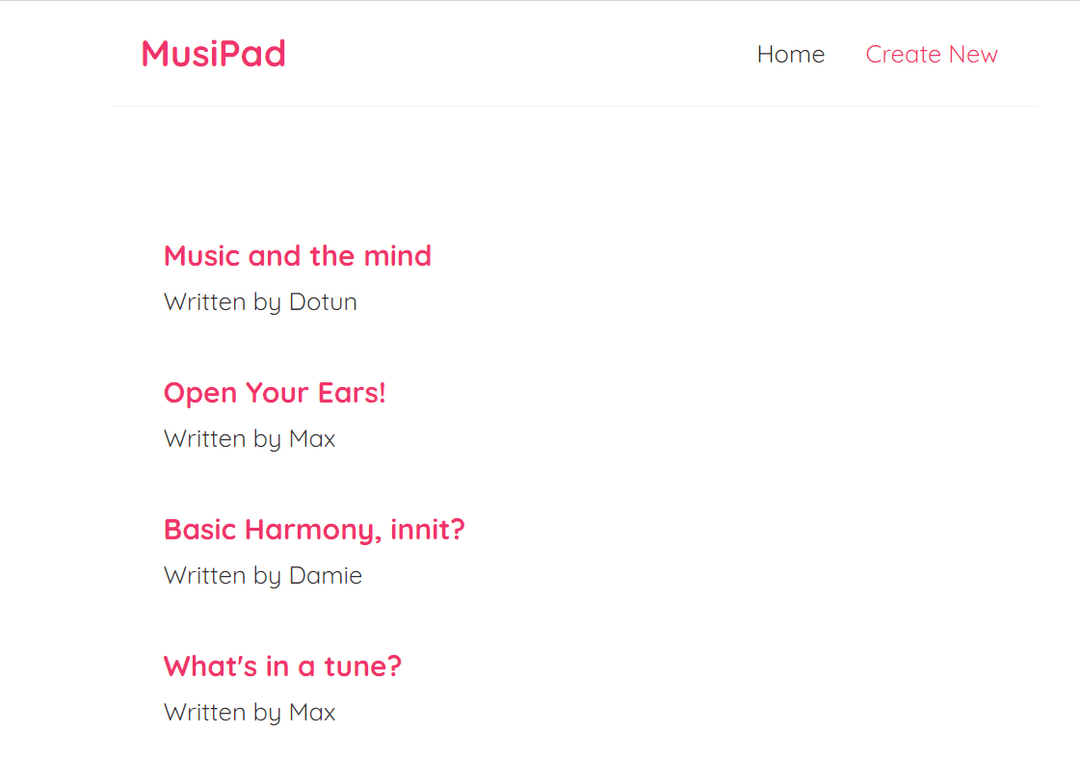 MusiPad
Home Create New
Music and the mind
Written by Dotun
Open Your Ears!
Written by Max
Basic Harmony, innit?
Written by Damie
What's in a tune?
Written by Max